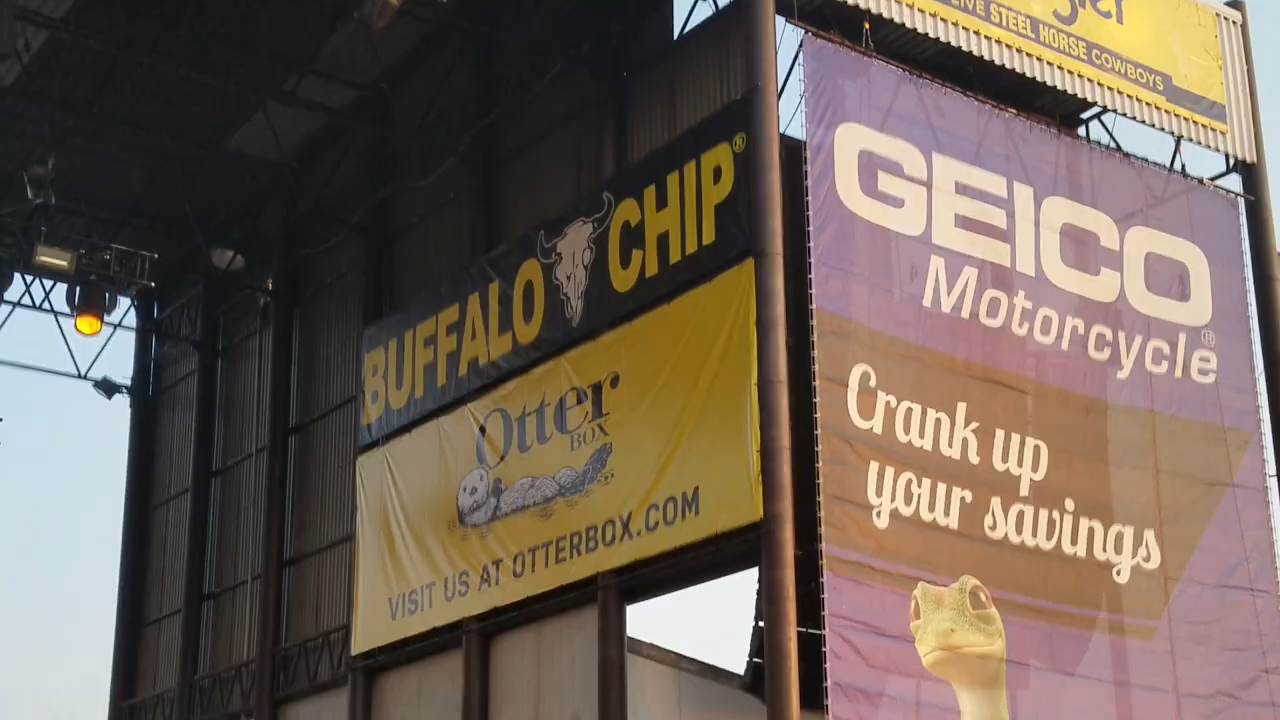 LIVE STEEL HORSE COWBOYS
BUFFALO CHIP®
Otter
BOX
VISIT US AT OTTERBOX.COM
GEICO
Motorcycle®
Crank up
your savings